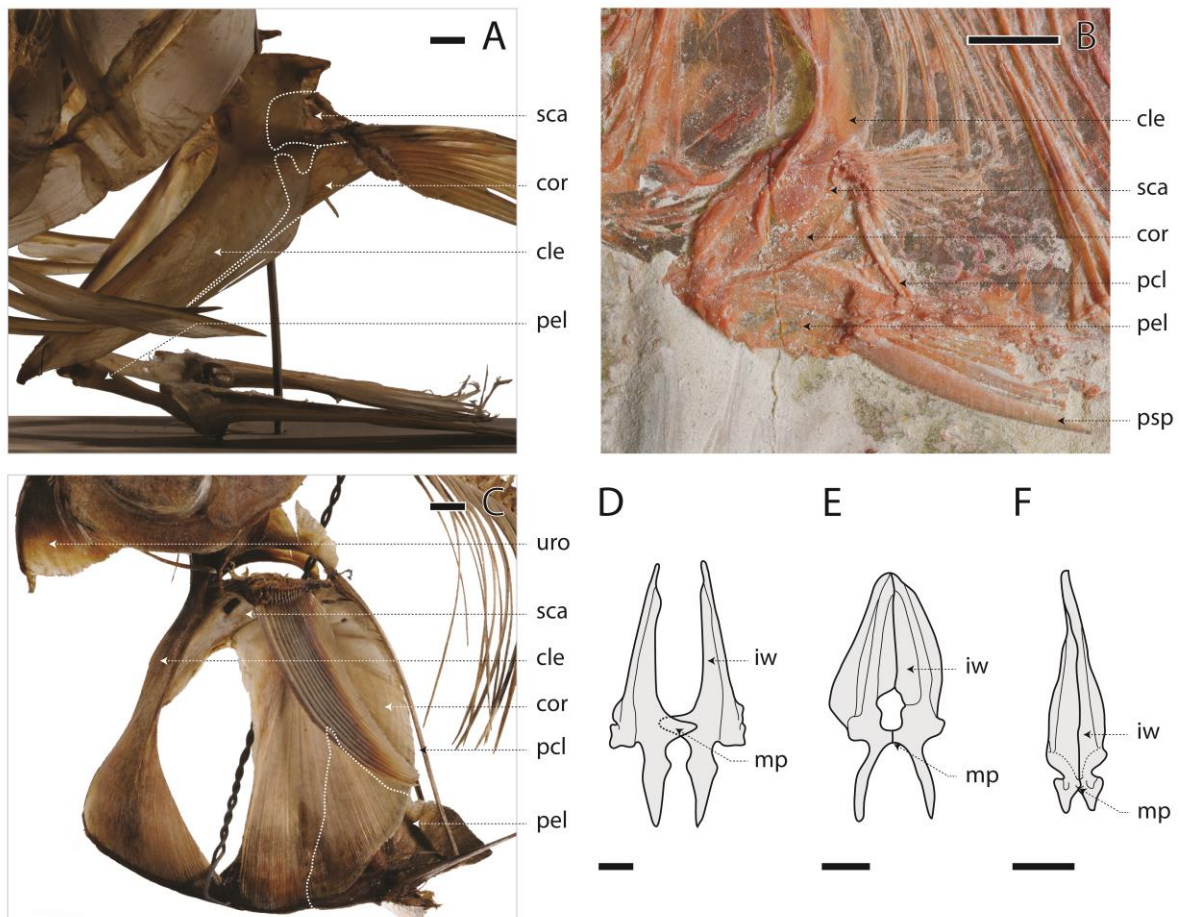 A
sca
cor
cle
pel
B
cle
sca
cor
pcl
pel
psp
C
uro
sca
cle
cor
pcl
pel
D
iw
mp
E
iw
mp
F
iw
mp